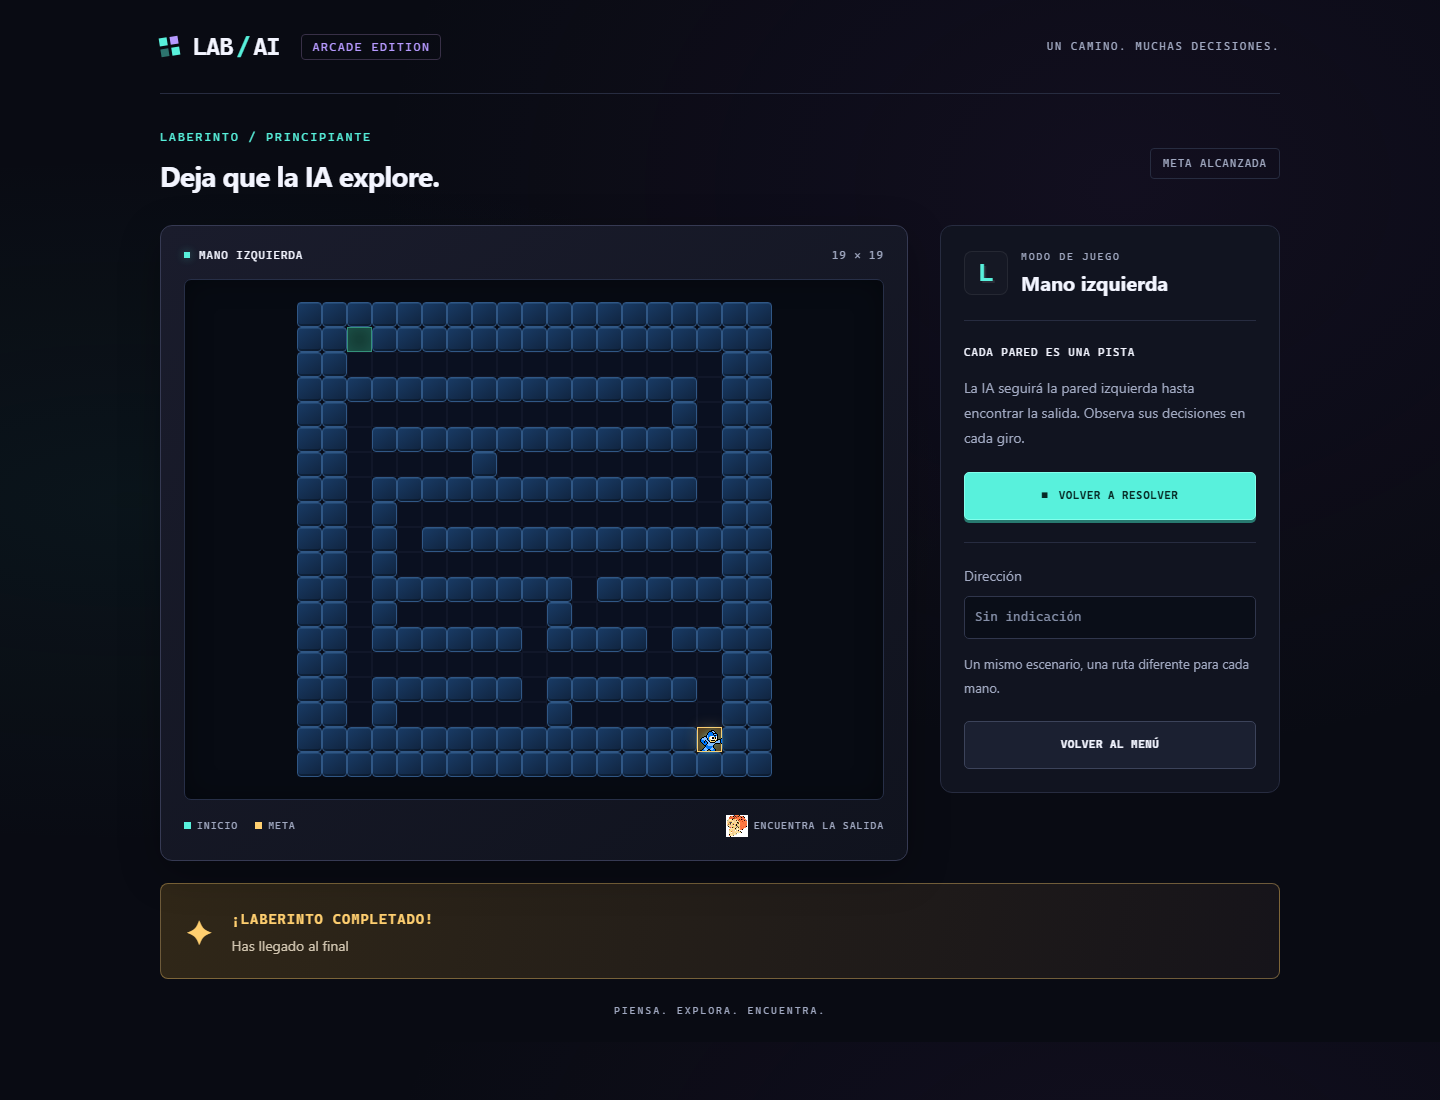 LAB/AI ARCADE EDITION
UN CAMINO. MUCHAS DECISIONES.
LABERINTO / PRINCIPIANTE
Deja que la IA explore.
META ALCANZADA
MANO IZQUIERDA
19 × 19
INICIO
META
ENCUENTRA LA SALIDA
L
MODO DE JUEGO
Mano izquierda
CADA PARED ES UNA PISTA
La IA seguirá la pared izquierda hasta
encontrar la salida. Observa sus decisiones en
cada giro.
VOLVER A RESOLVER
Dirección
Sin indicación
Un mismo escenario, una ruta diferente para cada
mano.
VOLVER AL MENÚ
¡LABERINTO COMPLETADO!
Has llegado al final
PIENSA. EXPLORA. ENCUENTRA.